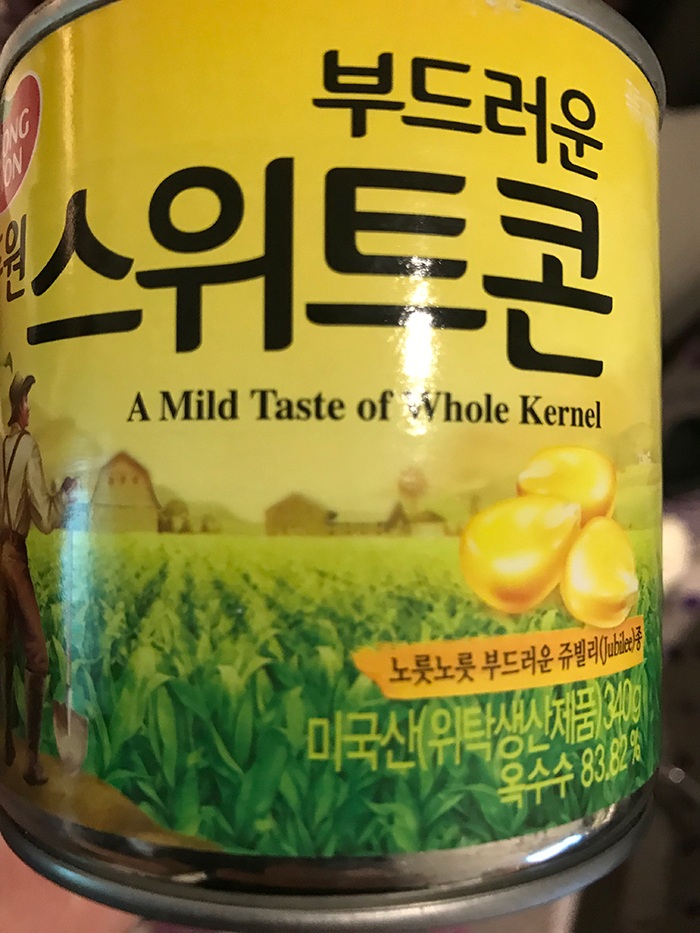 부드러운
스위트콘
A Mild Taste of Whole Kernel
노릇노릇 부드러운 쥬빌리(Jubilee)종
미국산(위탁생산제품) 340g
옥수수 83.82%